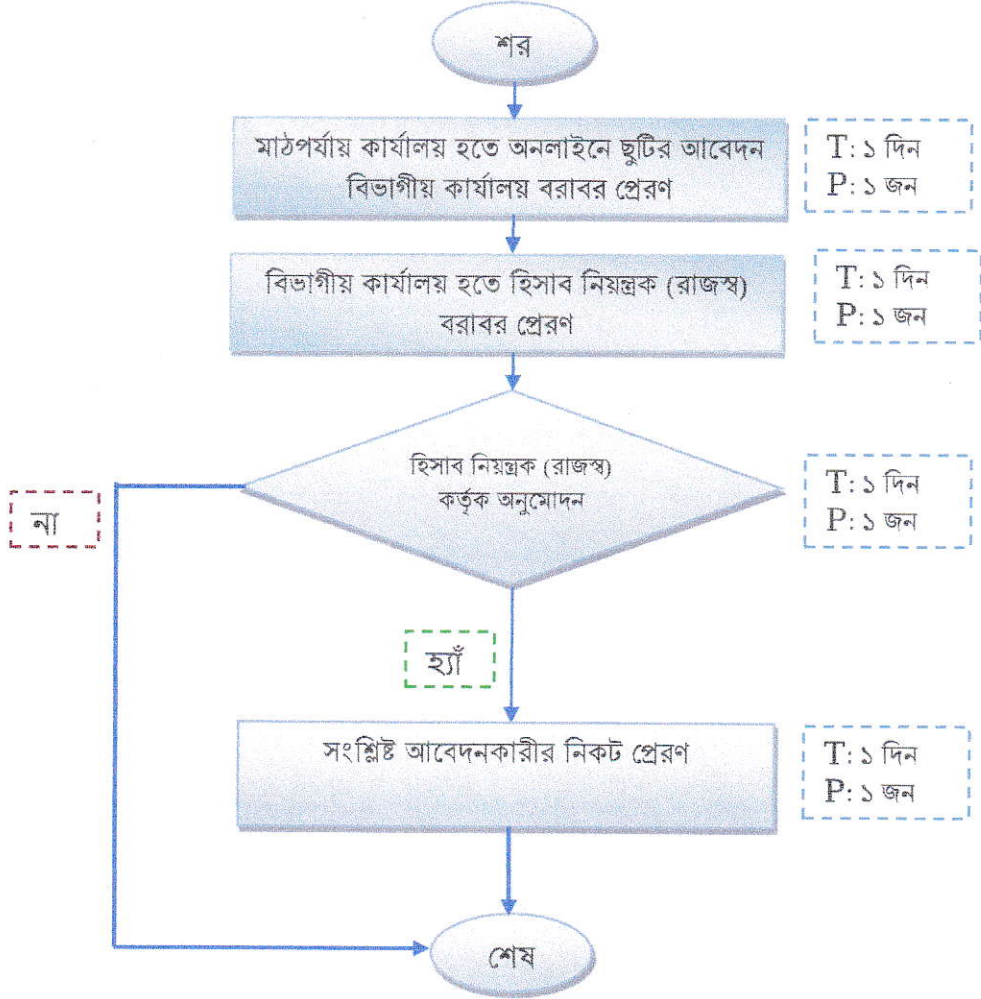 শর
মাঠপর্যায় কার্যালয় হতে অনলাইনে ছুটির আবেদন
বিভাগীয় কার্যালয় বরাবর প্রেরণ
T: ১ দিন
P: ১ জন
বিভাগীয় কার্যালয় হতে হিসাব নিয়ন্ত্রক (রাজস্ব)
বরাবর প্রেরণ
T: ১ দিন
P: ১ জন
হিসাব নিয়ন্ত্রক (রাজস্ব)
কর্তৃক অনুমোদন
T: ১ দিন
P: ১ জন
না
হ্যাঁ
সংশ্লিষ্ট আবেদনকারীর নিকট প্রেরণ
T: ১ দিন
P: ১ জন
শেষ